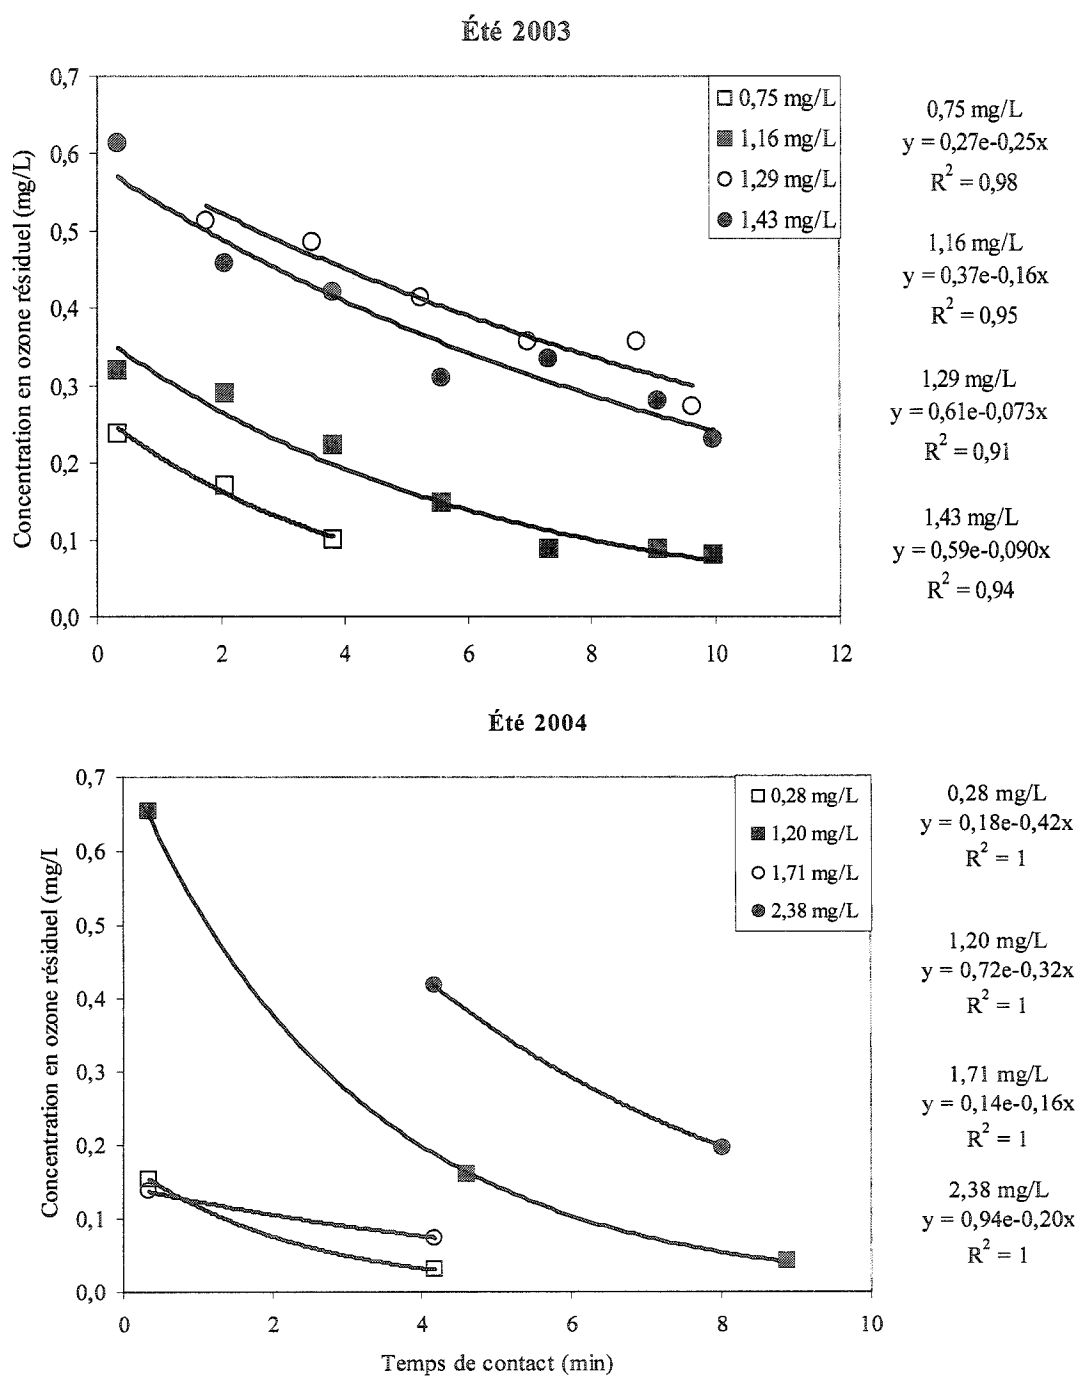 Été 2003
Concentration en ozone résiduel (mg/L)
0,7
0,6
0,5
0,4
0,3
0,2
0,1
0,0
0 2 4 6 8 10 12
0,75 mg/L
1,16 mg/L
1,29 mg/L
1,43 mg/L
0,75 mg/L
y = 0,27e-0,25x
R² = 0,98
1,16 mg/L
y = 0,37e-0,16x
R² = 0,95
1,29 mg/L
y = 0,61e-0,073x
R² = 0,91
1,43 mg/L
y = 0,59e-0,090x
R² = 0,94
Été 2004
Concentration en ozone résiduel (mg/l
0,7
0,6
0,5
0,4
0,3
0,2
0,1
0,0
0 2 4 6 8 10
Temps de contact (min)
0,28 mg/L
1,20 mg/L
1,71 mg/L
2,38 mg/L
0,28 mg/L
y = 0,18e-0,42x
R² = 1
1,20 mg/L
y = 0,72e-0,32x
R² = 1
1,71 mg/L
y = 0,14e-0,16x
R² = 1
2,38 mg/L
y = 0,94e-0,20x
R² = 1